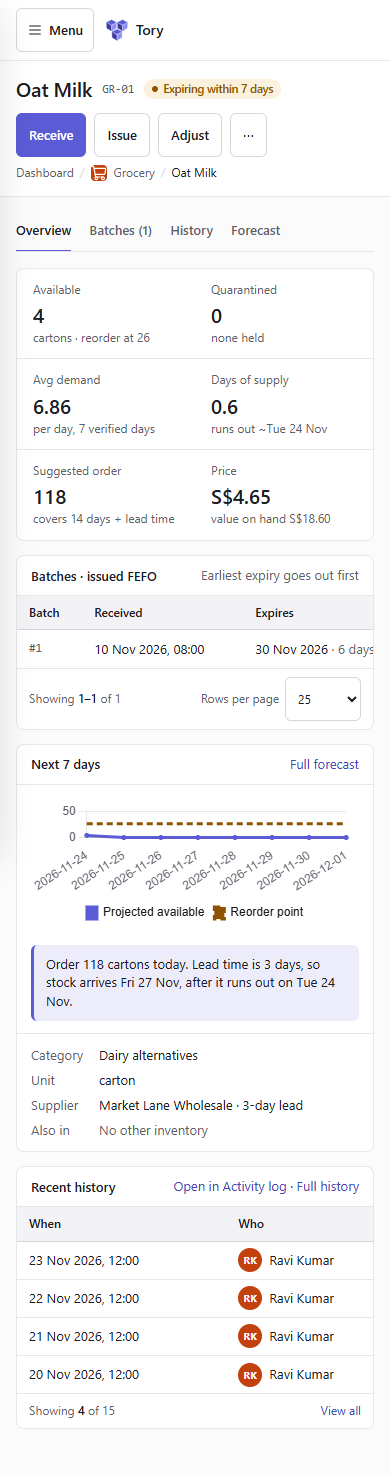 Menu
Tory
Oat Milk GR-01 Expiring within 7 days
Receive Issue Adjust ...
Dashboard / Grocery / Oat Milk
Overview Batches (1) History Forecast
Available Quarantined
4 0
cartons · reorder at 26 none held
Avg demand Days of supply
6.86 0.6
per day, 7 verified days runs out ~Tue 24 Nov
Suggested order Price
118 S$4.65
covers 14 days + lead time value on hand S$18.60
Batches · issued FEFO Earliest expiry goes out first
Batch Received Expires
#1 10 Nov 2026, 08:00 30 Nov 2026 · 6 days
Showing 1–1 of 1 Rows per page 25
Next 7 days Full forecast
50
0
2026-11-24 2026-11-25 2026-11-26 2026-11-27 2026-11-28 2026-11-29 2026-11-30 2026-12-01
Projected available Reorder point
Order 118 cartons today. Lead time is 3 days, so
stock arrives Fri 27 Nov, after it runs out on Tue 24
Nov.
Category Dairy alternatives
Unit carton
Supplier Market Lane Wholesale · 3-day lead
Also in No other inventory
Recent history Open in Activity log · Full history
When Who
23 Nov 2026, 12:00 RK Ravi Kumar
22 Nov 2026, 12:00 RK Ravi Kumar
21 Nov 2026, 12:00 RK Ravi Kumar
20 Nov 2026, 12:00 RK Ravi Kumar
Showing 4 of 15 View all